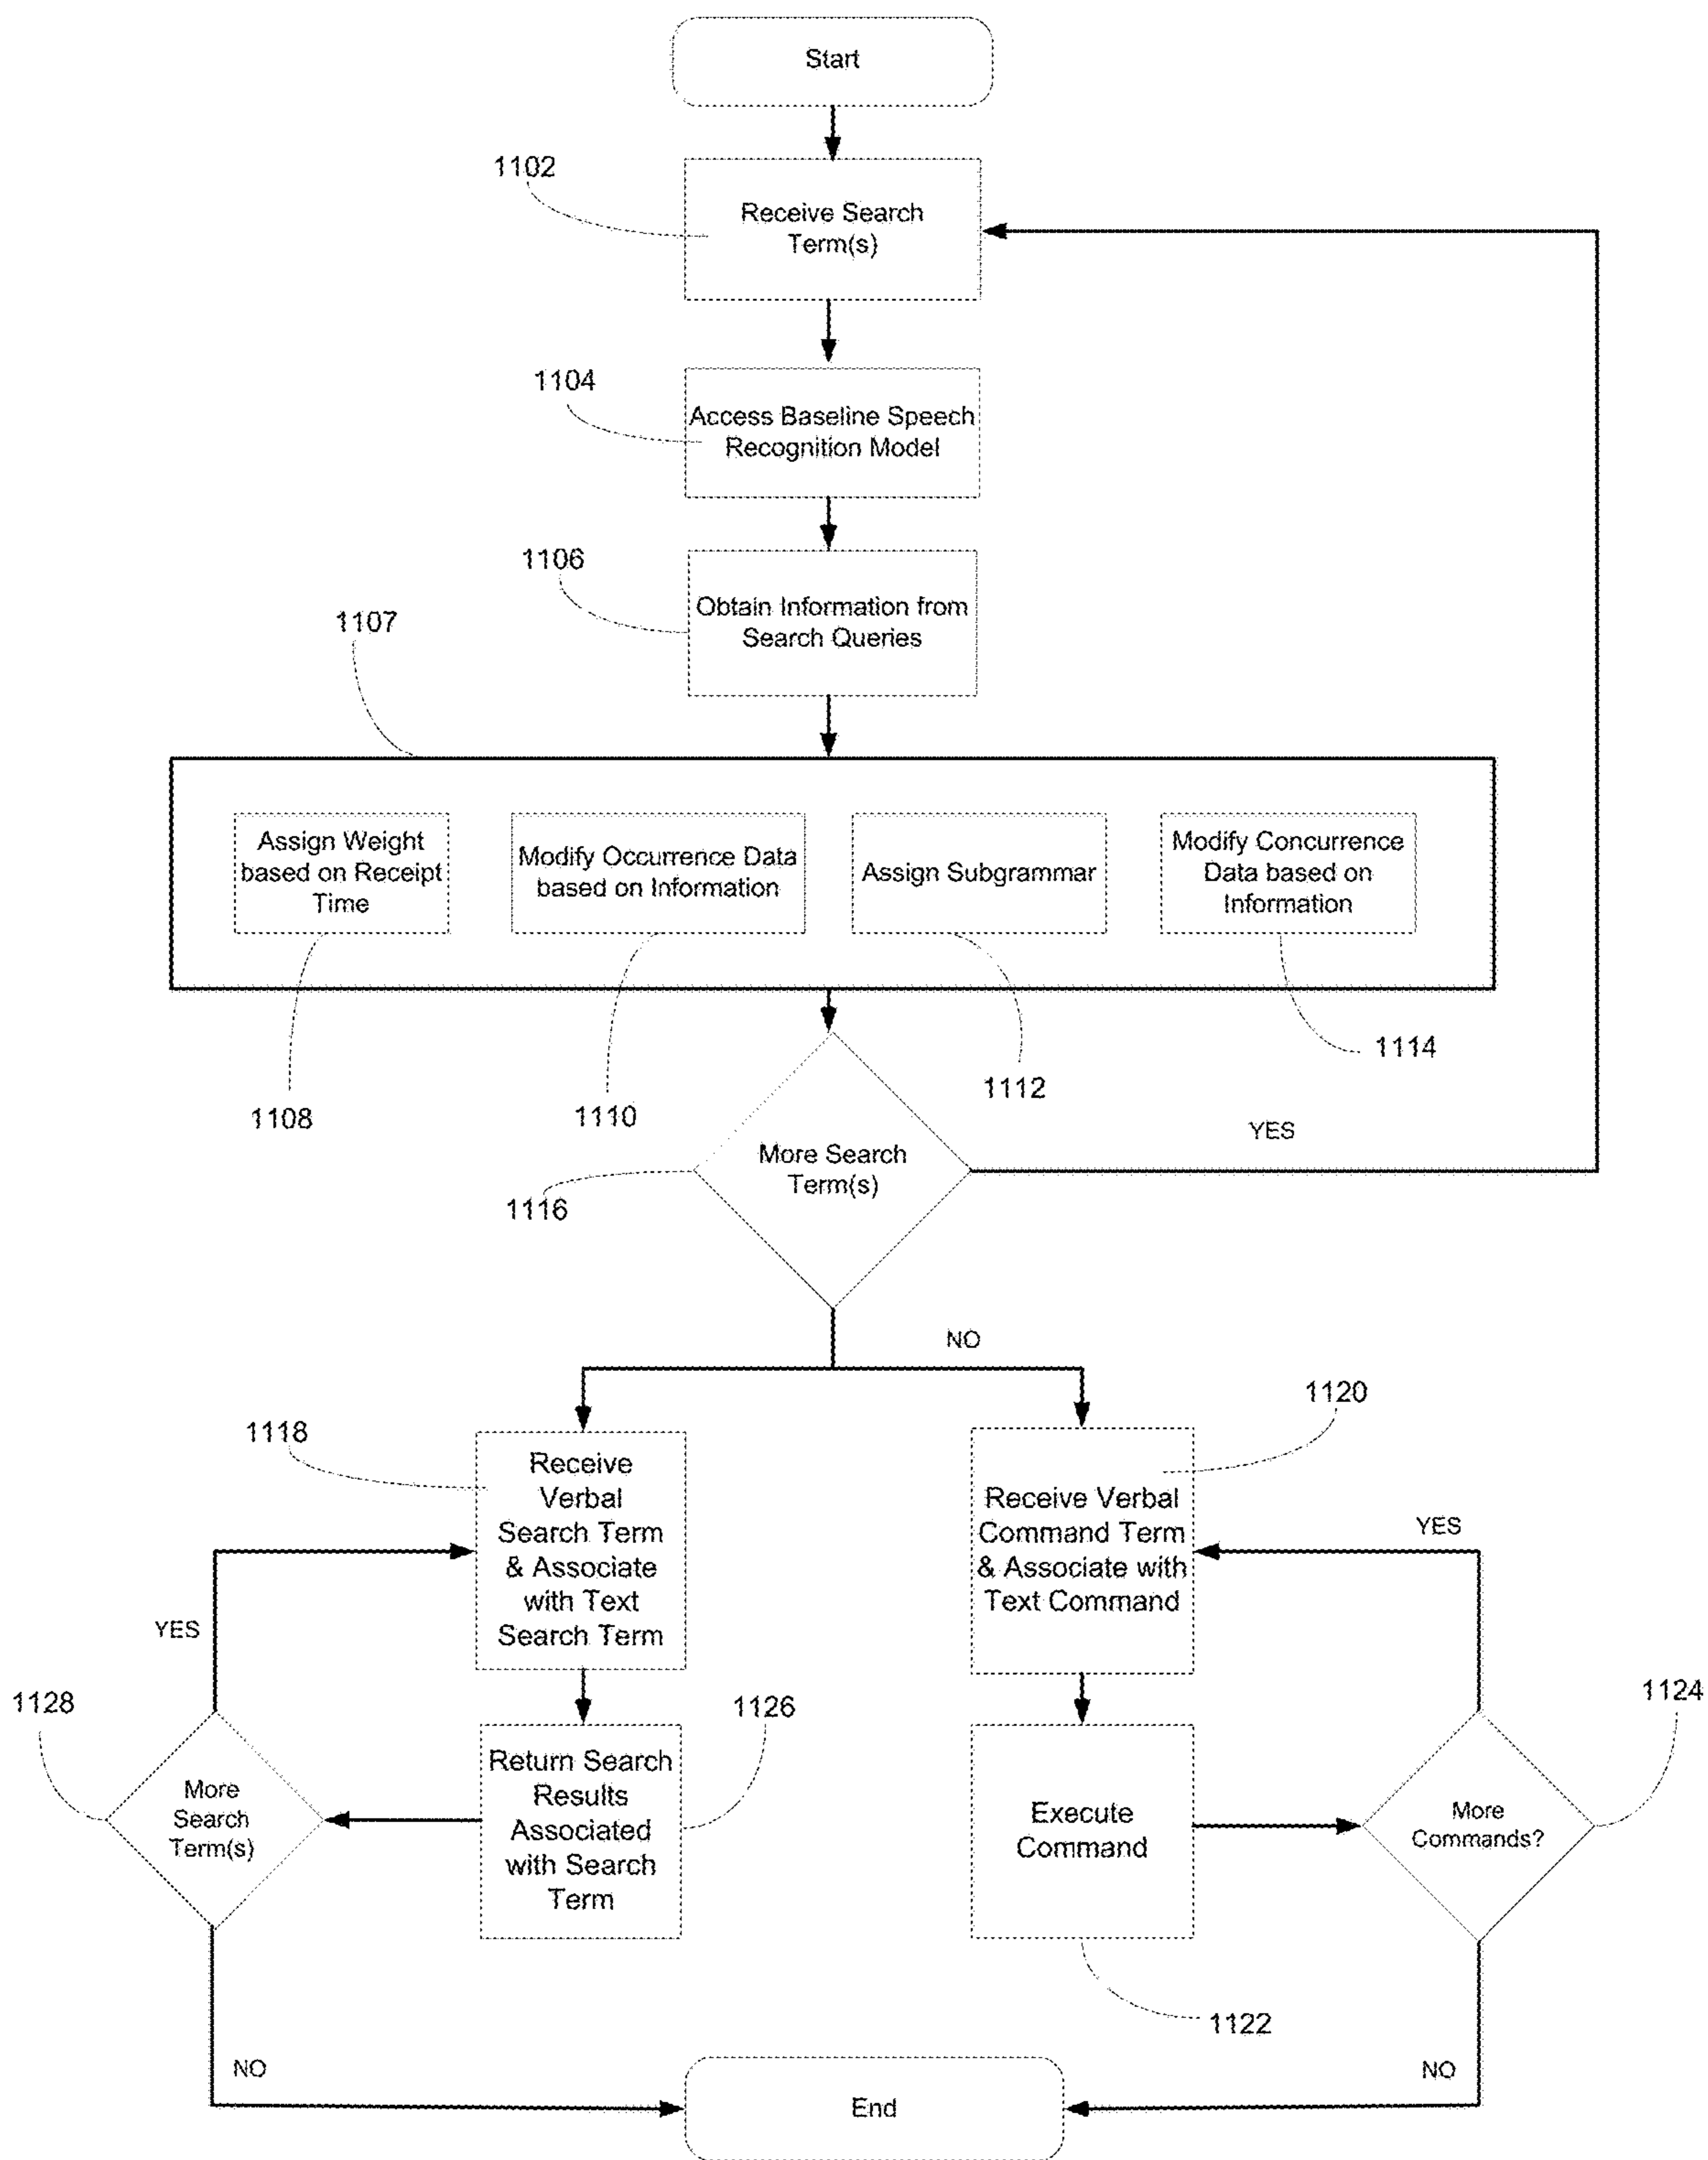 Start
1102
Receive Search
Term(s)
1104
Access Baseline Speech
Recognition Model
1106
Obtain Information from
Search Queries
1107
Assign Weight
based on Receipt
Time
Modify Occurrence Data
based on Information
Assign Subgrammar
Modify Concurrence
Data based on
Information
1108
1110
1112
1114
More Search
Term(s)
YES
1116
NO
1118
1120
Receive
Verbal
Search Term
& Associate
with Text
Search Term
Receive Verbal
Command Term
& Associate with
Text Command
YES
YES
1128
1126
1124
More
Search
Term(s)
Return Search
Results
Associated
with Search
Term
Execute
Command
More
Commands?
1122
NO
NO
End